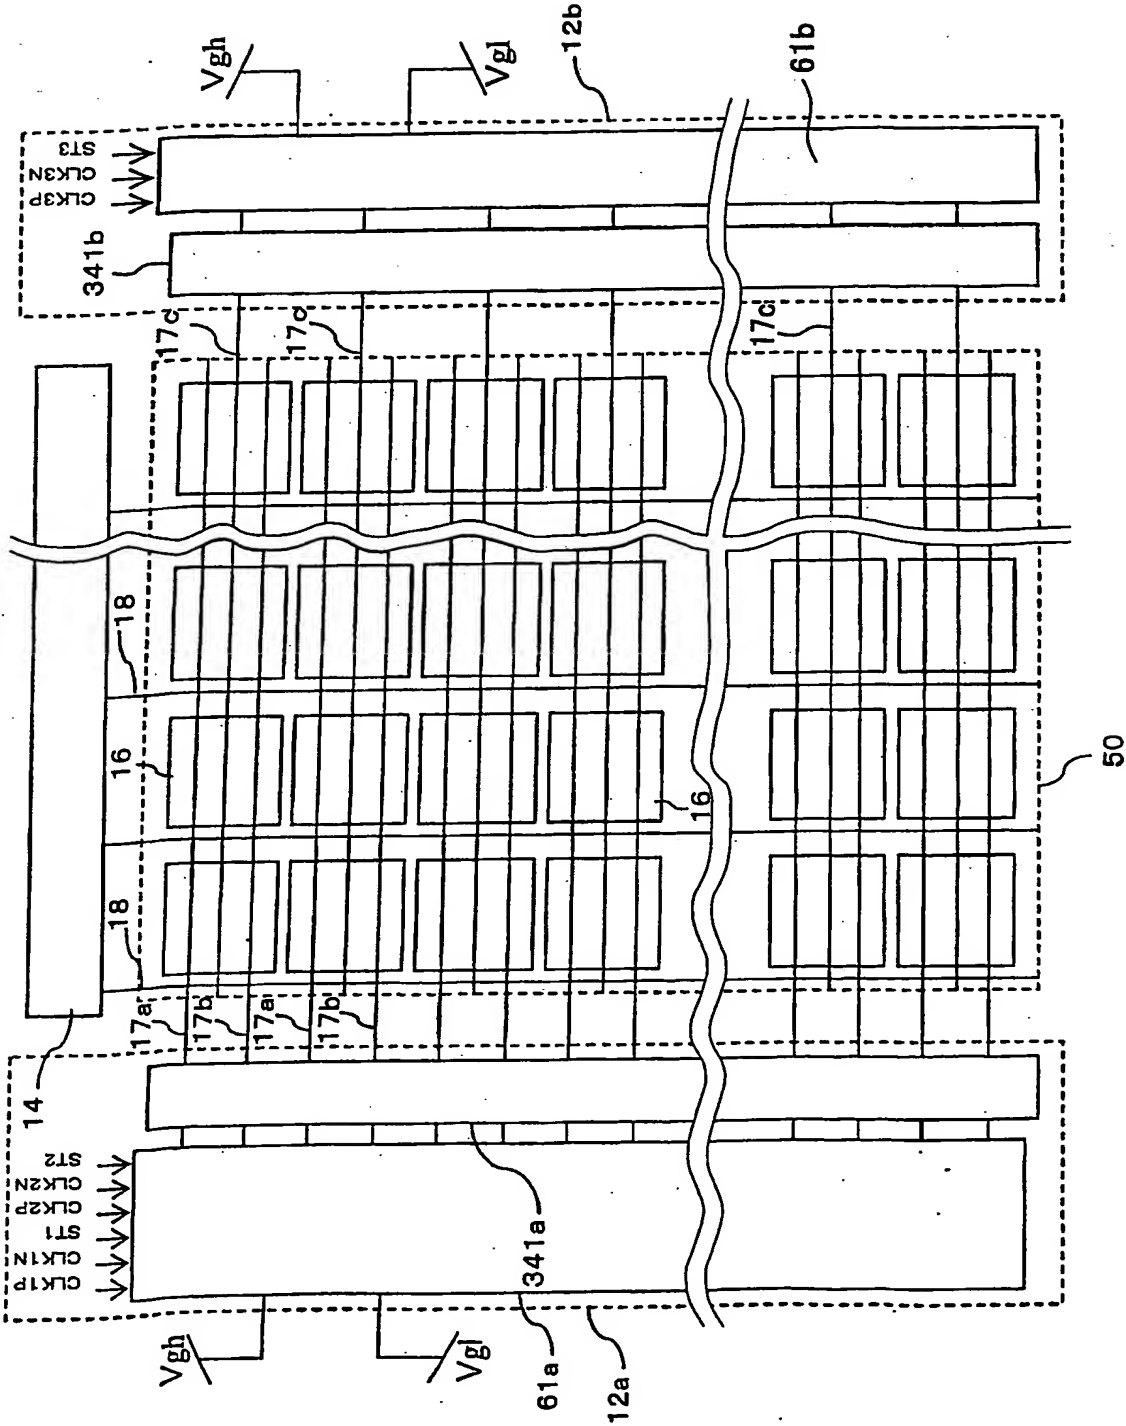 Vgh
Vgl
12b
61b
ST3
CLK3N
CLK3P
341b
17c
17c
17c
18
16
16
50
18
17a
17b
17a
17b
14
ST2
CLK2N
CLK2P
ST1
CLK1N
CLK1P
341a
Vgh
Vgl
61a
12a